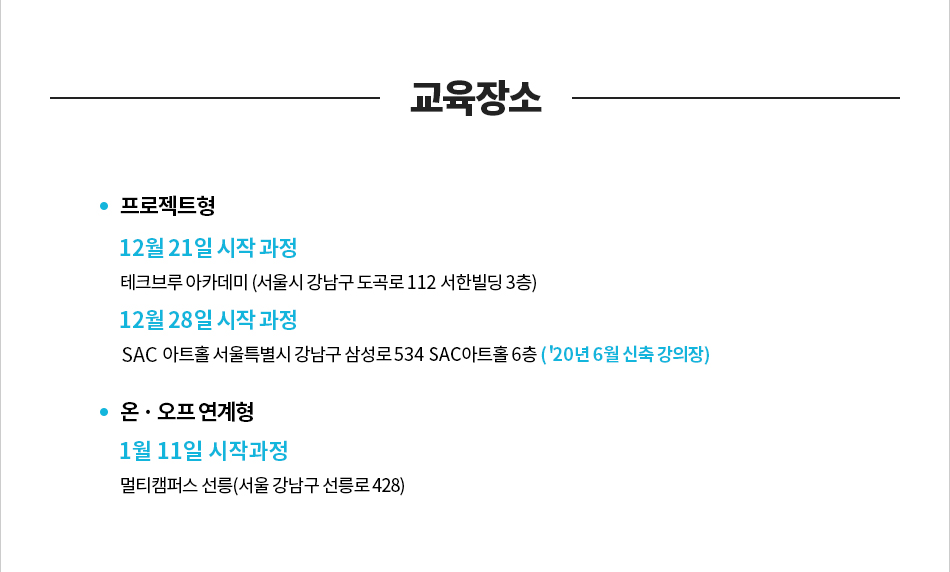 교육장소
프로젝트형
12월 21일 시작 과정
테크브루 아카데미 (서울시 강남구 도곡로 112 서한빌딩 3층)
12월 28일 시작 과정
SAC 아트홀 서울특별시 강남구 삼성로 534 SAC아트홀 6층 ( '20년 6월 신축 강의장)
온 · 오프 연계형
1월 11일 시작과정
멀티캠퍼스 선릉(서울 강남구 선릉로 428)